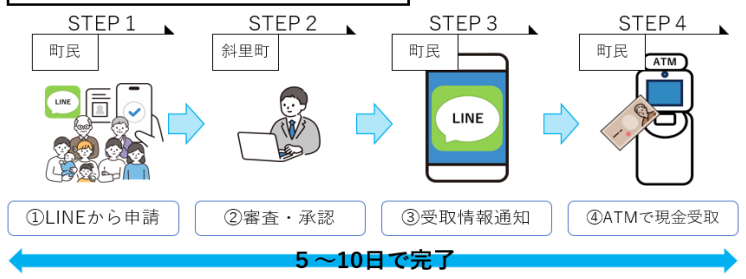 STEP 1
町民
LINE
①LINEから申請
STEP 2
斜里町
②審査・承認
STEP 3
町民
LINE
③受取情報通知
STEP 4
町民
ATM
④ATMで現金受取
5～10日で完了